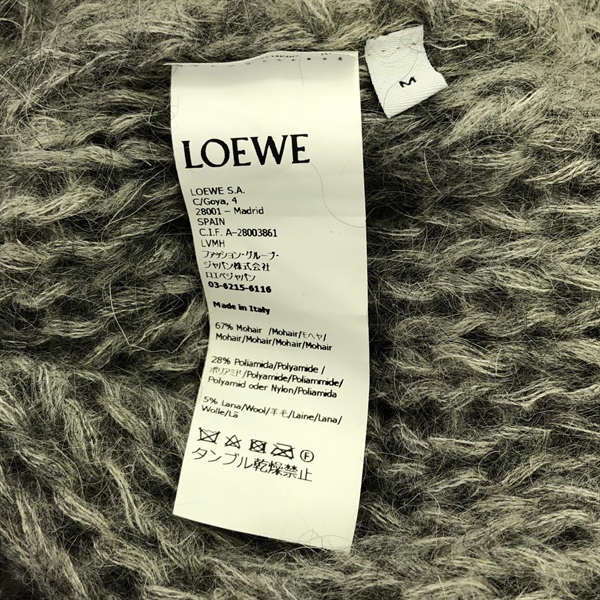 LOEWE
LOEWE S.A.
C/Goya, 4
28001 – Madrid
SPAIN
C.I.F. A-28003861
LVMH
ファッション・グループ・
ジャパン株式会社
ロエベジャパン
03-6215-6116
Made in Italy
67% Mohair /Mohair/モヘヤ/
Mohair/Mohair/Mohair/Mohair
28% Poliamida/Polyamide/
ポリアミド/Polyamide/Poliammide/
Polyamid oder Nylon/Poliamida
5% Lana/Wool/羊毛/Laine/Lana/
Wolle/Lã
タンブル乾燥禁止
M